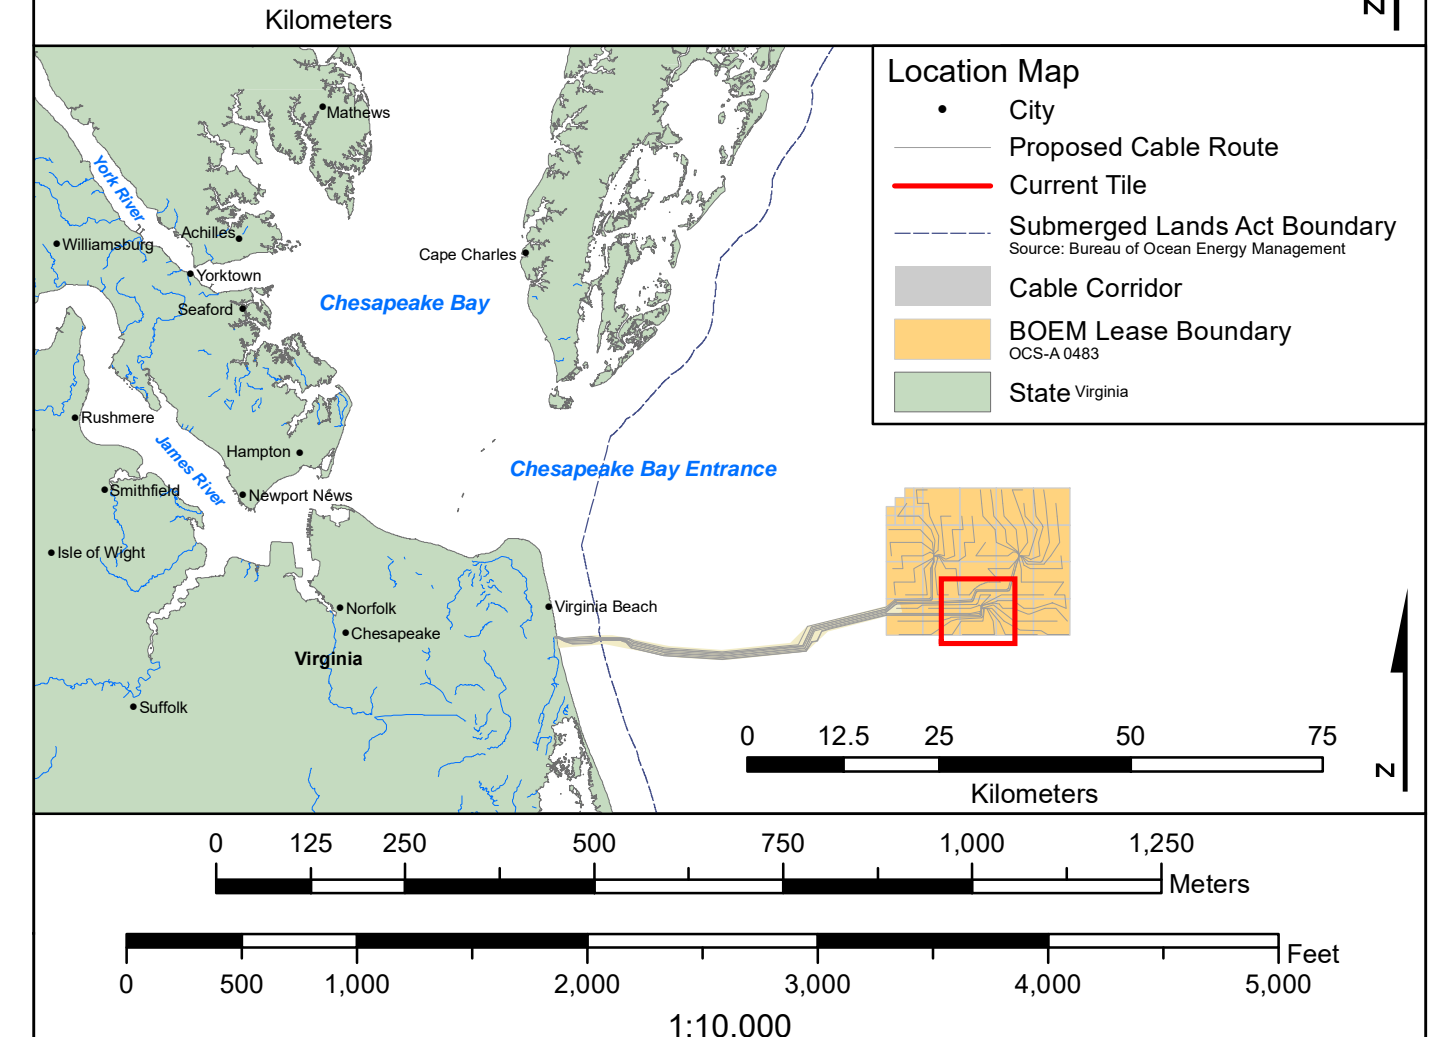 Kilometers
N
Location Map
City
Proposed Cable Route
Current Tile
Submerged Lands Act Boundary
Source: Bureau of Ocean Energy Management
Cable Corridor
BOEM Lease Boundary
OCS-A 0483
State Virginia
Mathews
York River
Achilles
Williamsburg
Cape Charles
Yorktown
Chesapeake Bay
Seaford
Rushmere
James River
Hampton
Chesapeake Bay Entrance
Smithfield
Newport News
Isle of Wight
Norfolk
Virginia Beach
Chesapeake
Virginia
Suffolk
0 12.5 25 50 75
Kilometers
N
0 125 250 500 750 1,000 1,250
Meters
Feet
0 500 1,000 2,000 3,000 4,000 5,000
1:10,000